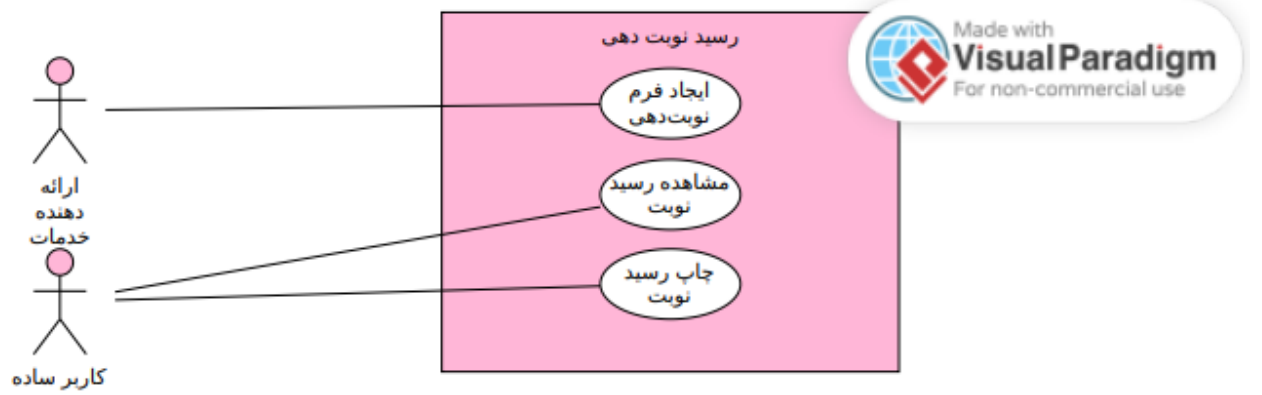 رسید نوبت دهی
ایجاد فرم
نوبت‌دهی
مشاهده رسید
نوبت
چاپ رسید
نوبت
ارائه
دهنده
خدمات
کاربر ساده
Made with
Visual Paradigm
For non-commercial use